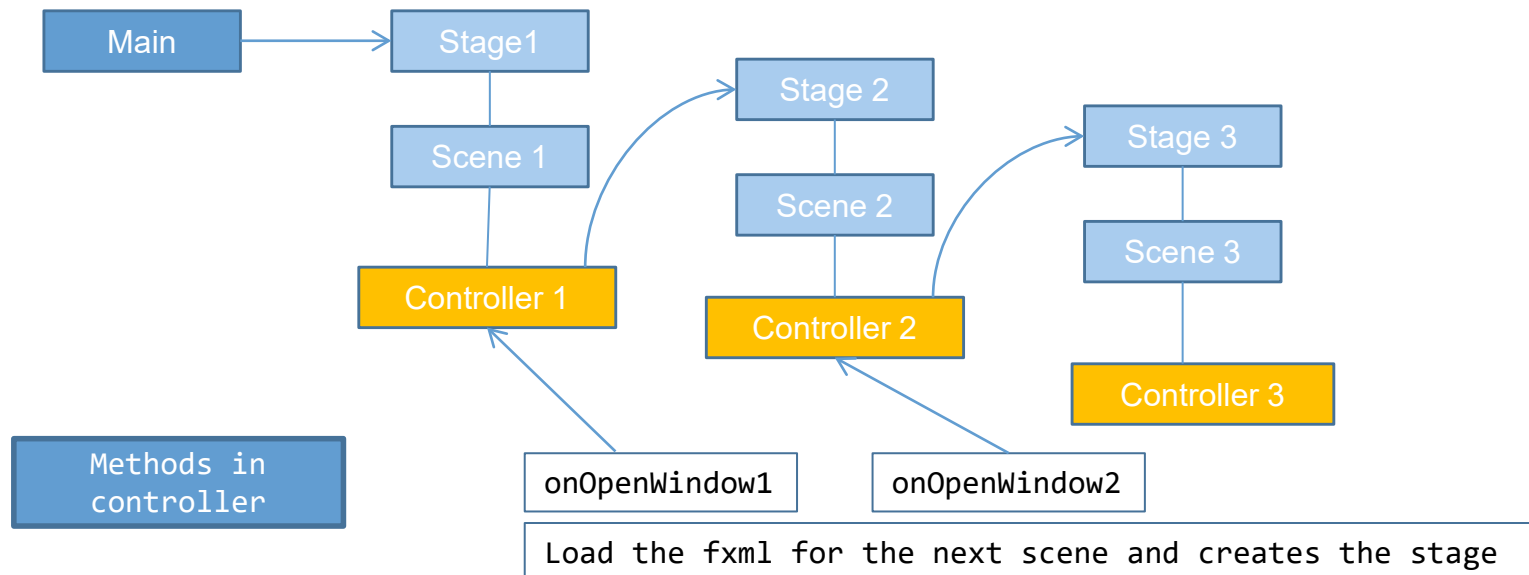 Main
Stage1
Stage 2
Stage 3
Scene 1
Scene 2
Scene 3
Controller 1
Controller 2
Controller 3
Methods in
controller
onOpenWindow1
onOpenWindow2
Load the fxml for the next scene and creates the stage